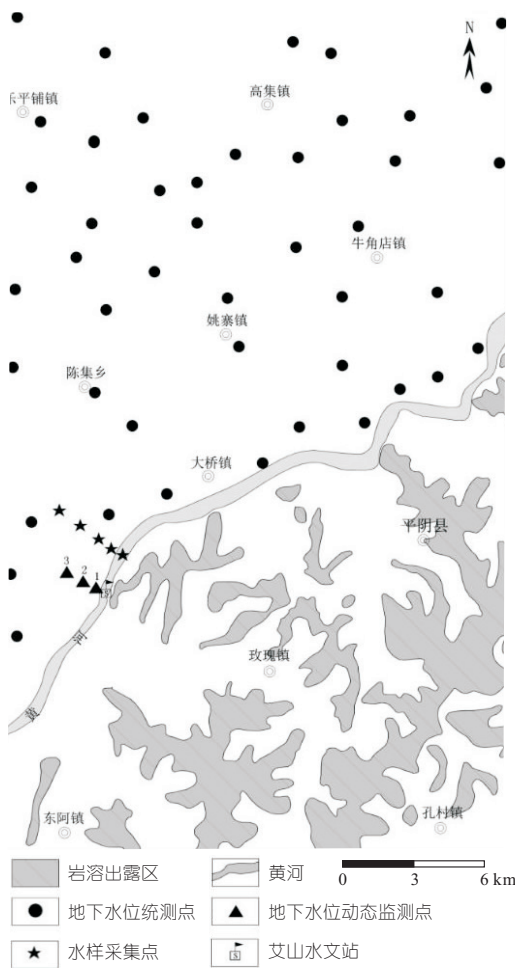 N
高集镇
乐平铺镇
牛角店镇
姚寨镇
陈集乡
大桥镇
平阴县
3
2
1
河
玫瑰镇
黄
东阿镇
孔村镇
岩溶出露区
黄河
0 3 6 km
地下水位统测点
地下水位动态监测点
水样采集点
艾山水文站